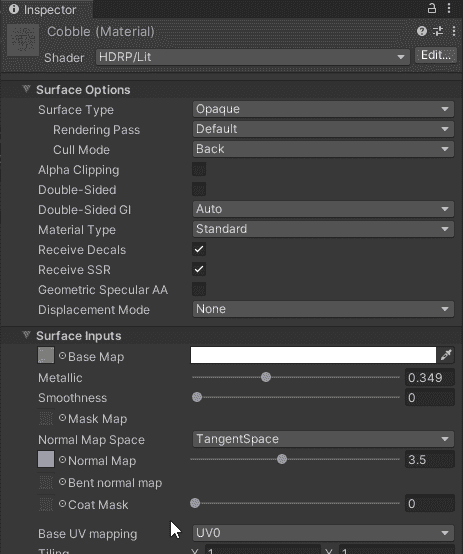 Inspector
Cobble (Material)
Shader HDRP/Lit Edit...
Surface Options
Surface Type Opaque
Rendering Pass Default
Cull Mode Back
Alpha Clipping
Double-Sided
Double-Sided GI Auto
Material Type Standard
Receive Decals
Receive SSR
Geometric Specular AA
Displacement Mode None
Surface Inputs
Base Map
Metallic 0.349
Smoothness 0
Mask Map
Normal Map Space TangentSpace
Normal Map 3.5
Bent normal map
Coat Mask 0
Base UV mapping UV0
Tiling X 1 Y 1